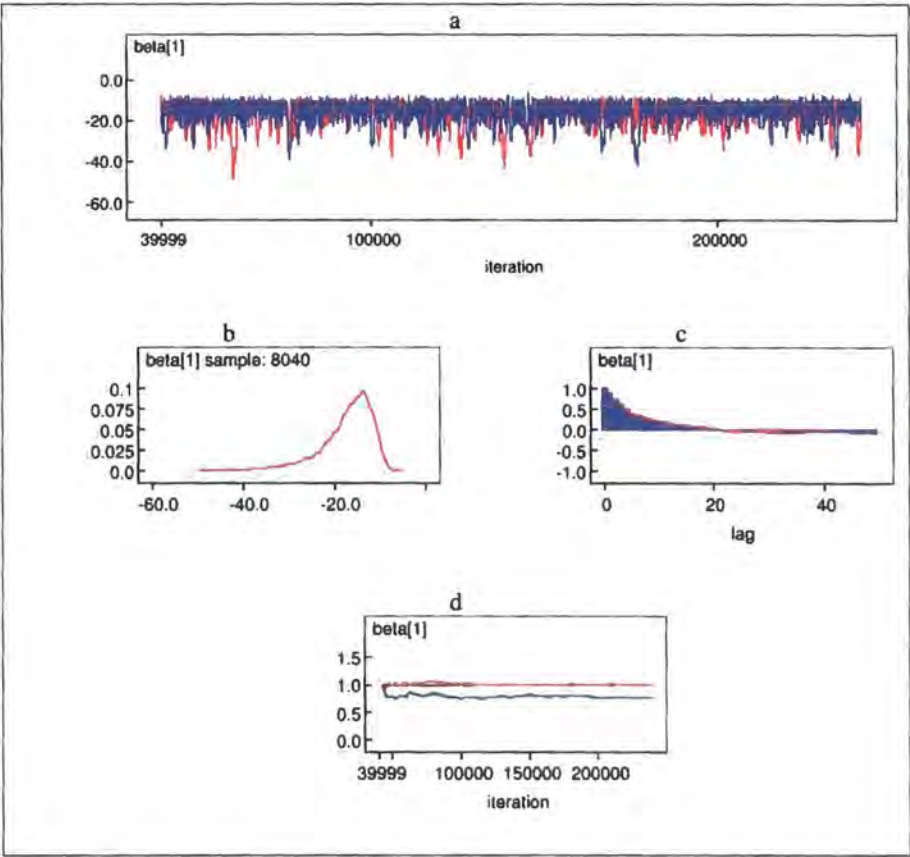 a
beta[1]
0.0
-20.0
-40.0
-60.0
39999 100000 200000
iteration
b
beta[1] sample: 8040
0.1
0.075
0.05
0.025
0.0
-60.0 -40.0 -20.0
c
beta[1]
1.0
0.5
0.0
-0.5
-1.0
0 20 40
lag
d
beta[1]
1.5
1.0
0.5
0.0
39999 100000 150000 200000
iteration